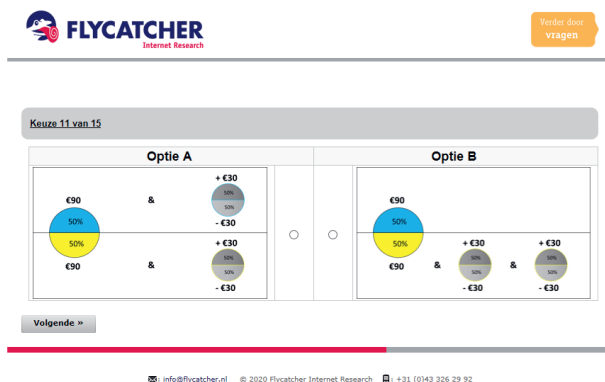 FLYCATCHER
Internet Research
Verder door
vragen
Keuze 11 van 15
Optie A
Optie B
+ €30
€90 & 50%
50% 50%
- €30
50% + €30
€90 & 50%
50%
- €30
€90
50%
50% + €30 + €30
€90 & 50% & 50%
50% 50%
- €30 - €30
Volgende »
: info@flycatcher.nl © 2020 Flycatcher Internet Research : +31 (0)43 326 29 92